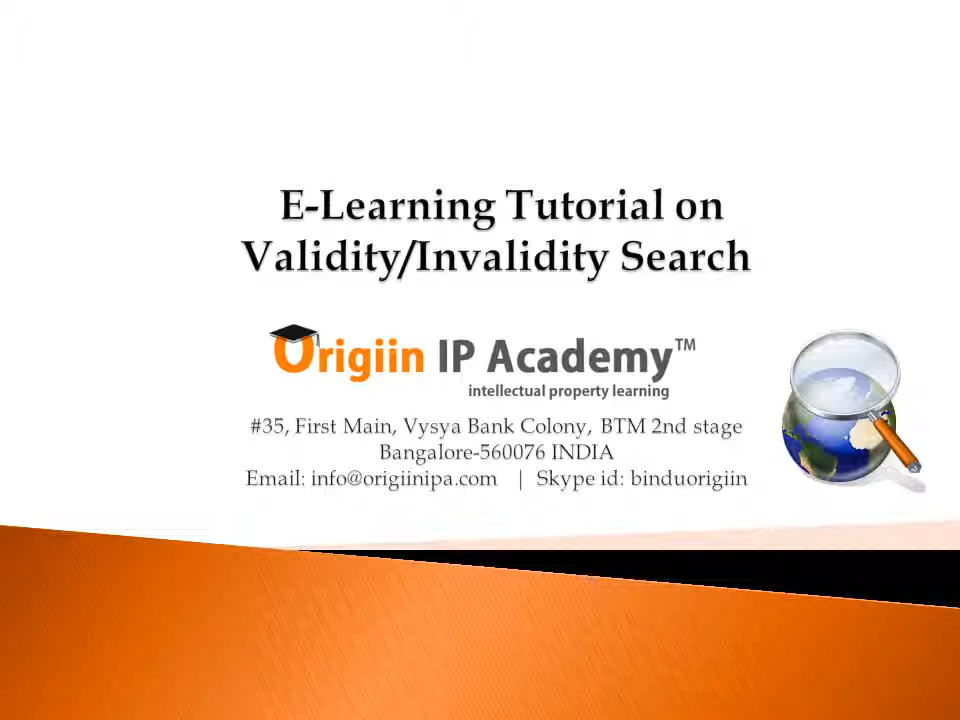 E-Learning Tutorial on
Validity/Invalidity Search
Origiin IP Academy™
intellectual property learning
#35, First Main, Vysya Bank Colony, BTM 2nd stage
Bangalore-560076 INDIA
Email: info@origiinipa.com | Skype id: binduorigiin